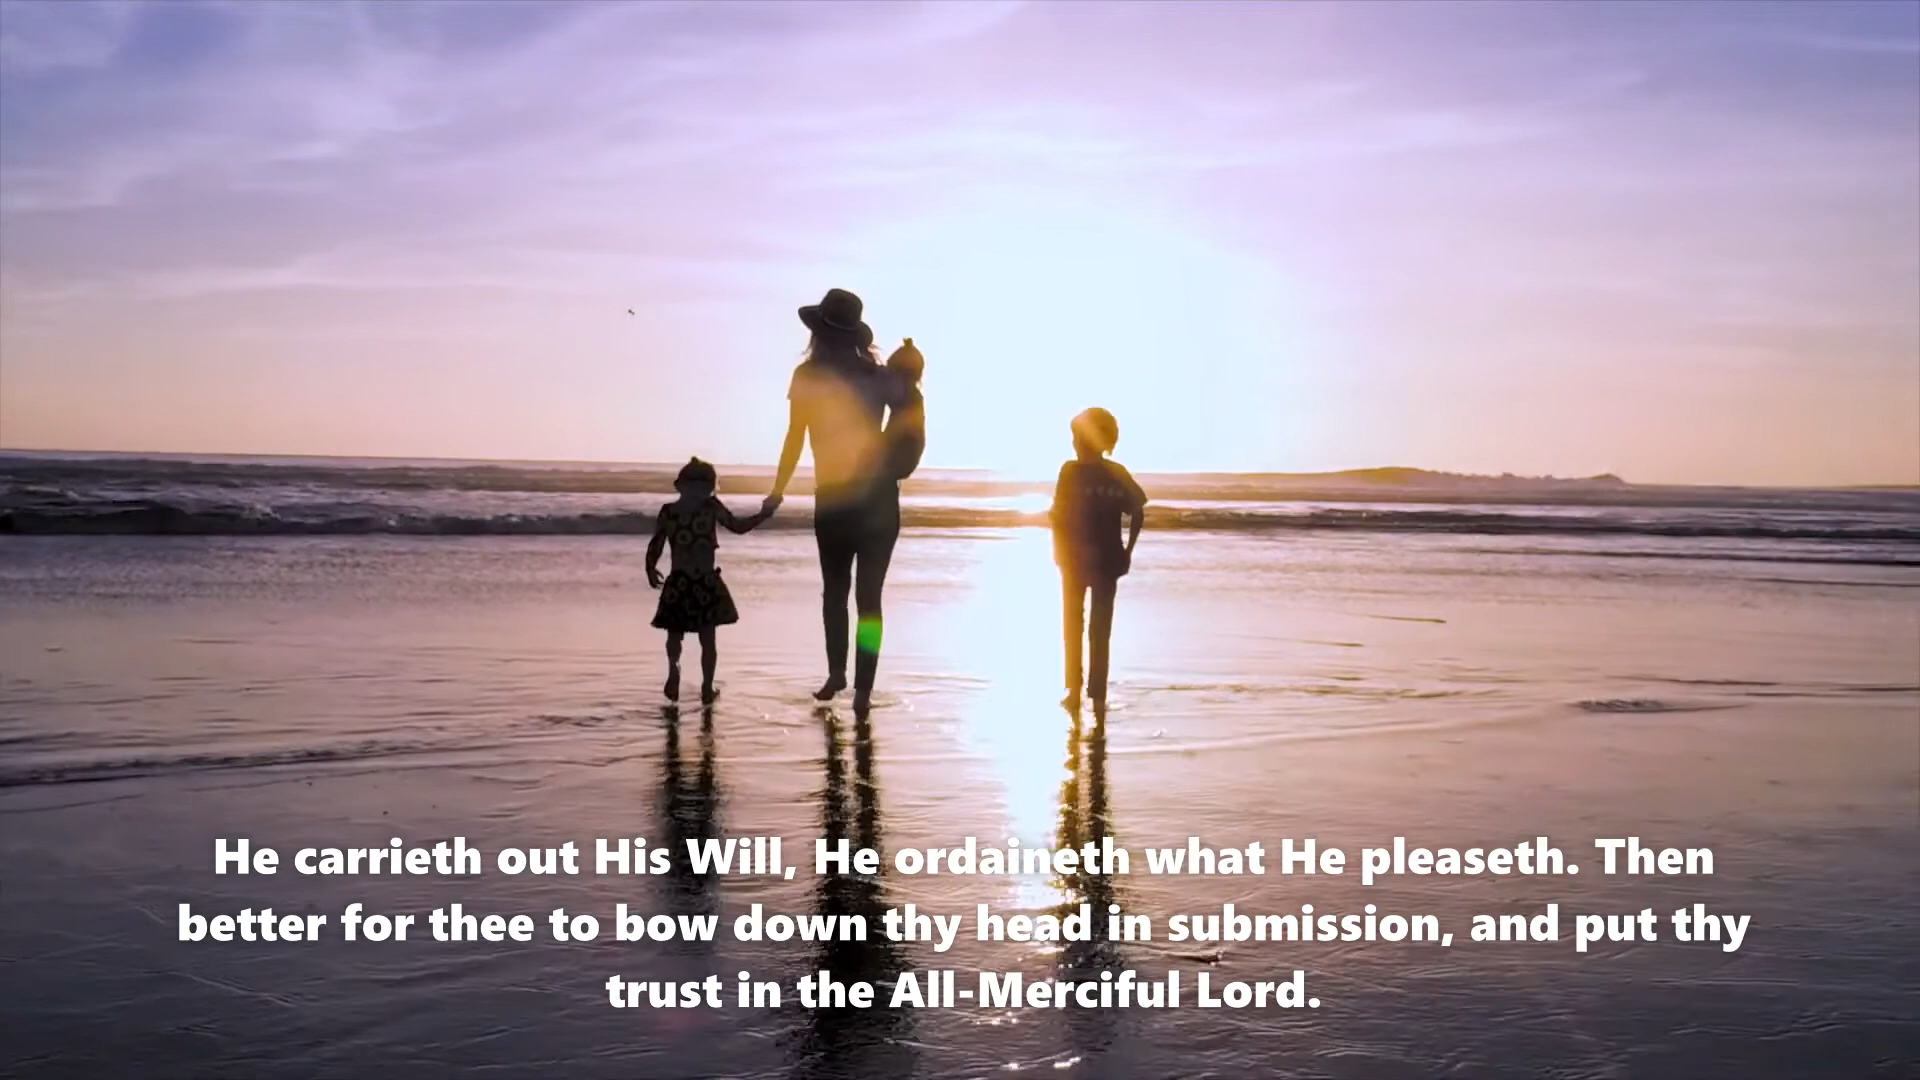 He carrieth out His Will, He ordaineth what He pleaseth. Then
better for thee to bow down thy head in submission, and put thy
trust in the All-Merciful Lord.